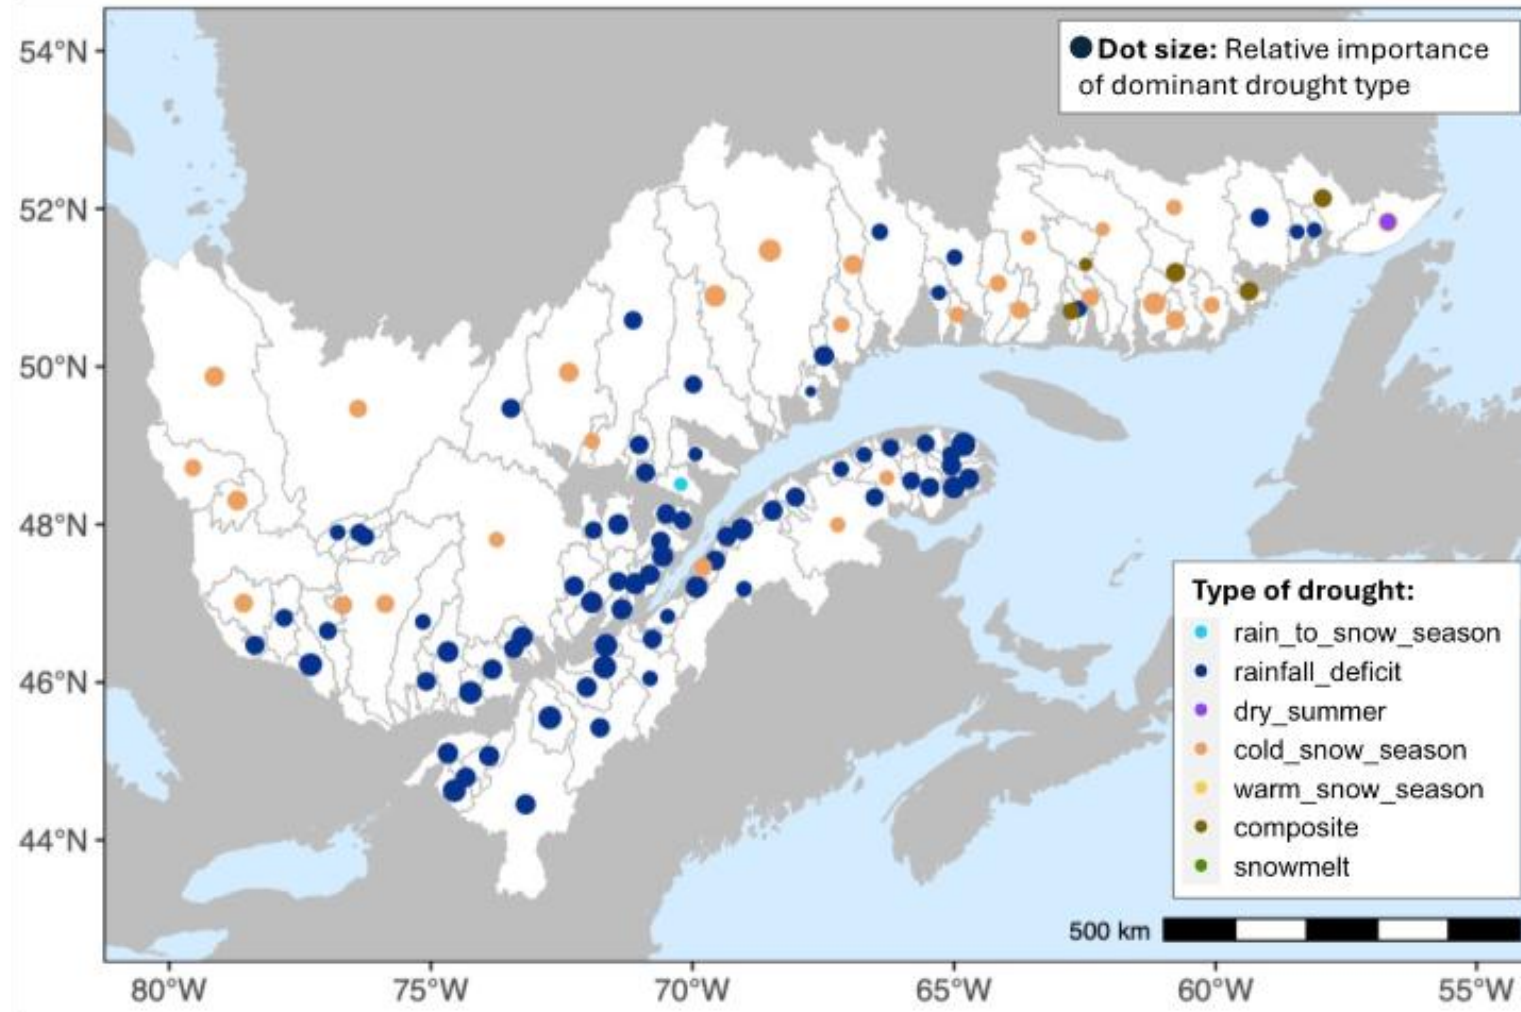 54°N
52°N
50°N
48°N
46°N
44°N
Dot size: Relative importance
of dominant drought type
Type of drought:
rain_to_snow_season
rainfall_deficit
dry_summer
cold_snow_season
warm_snow_season
composite
snowmelt
500 km
80°W 75°W 70°W 65°W 60°W 55°W